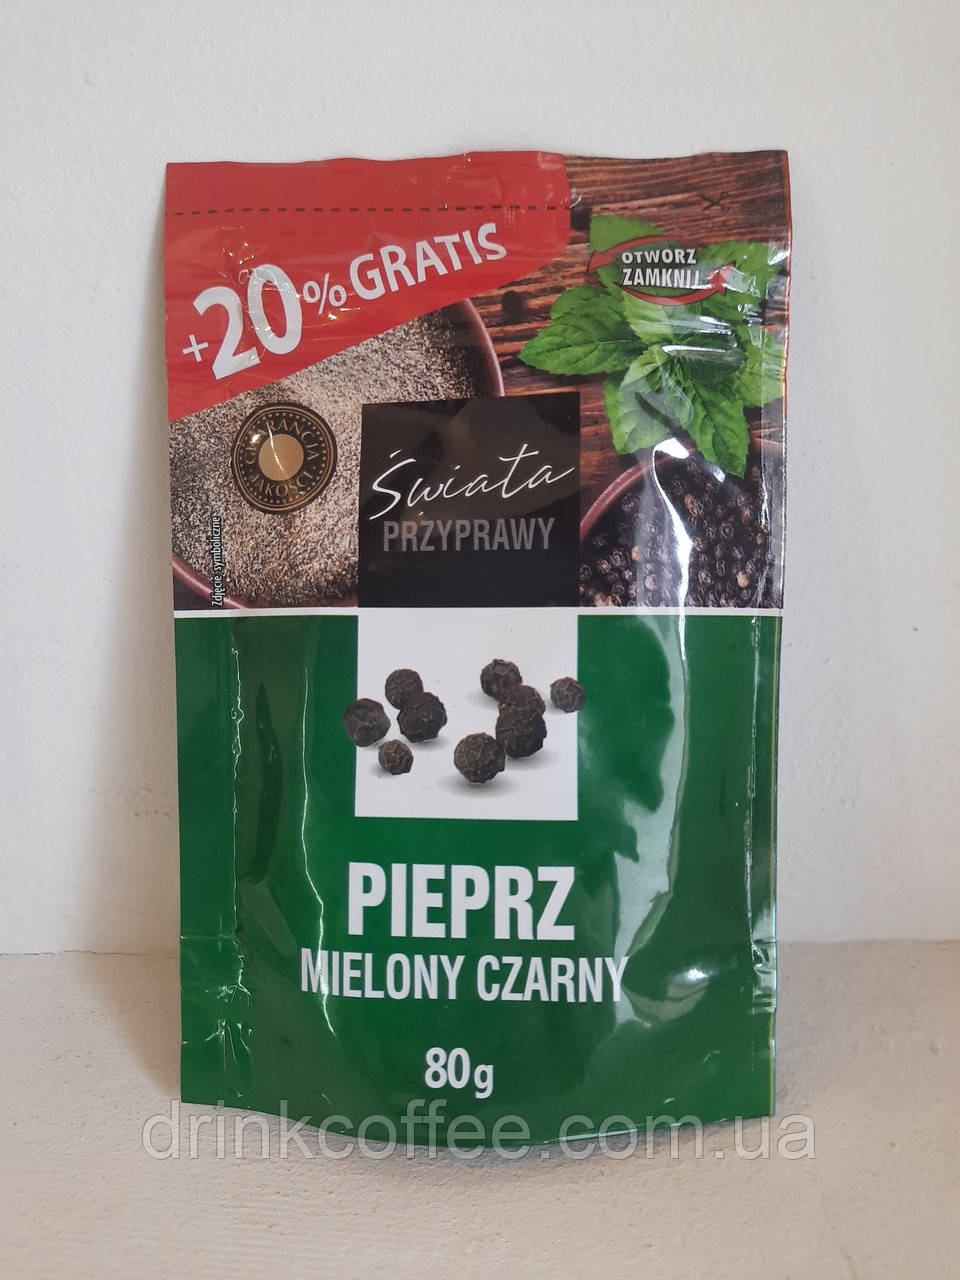 +20% GRATIS
OTWÓRZ
ZAMKNIJ
GWARANCJA
JAKOŚCI
Świata
PRZYPRAWY
Zdjęcie symboliczne
PIEPRZ
MIELONY CZARNY
80g
drinkcoffee.com.ua